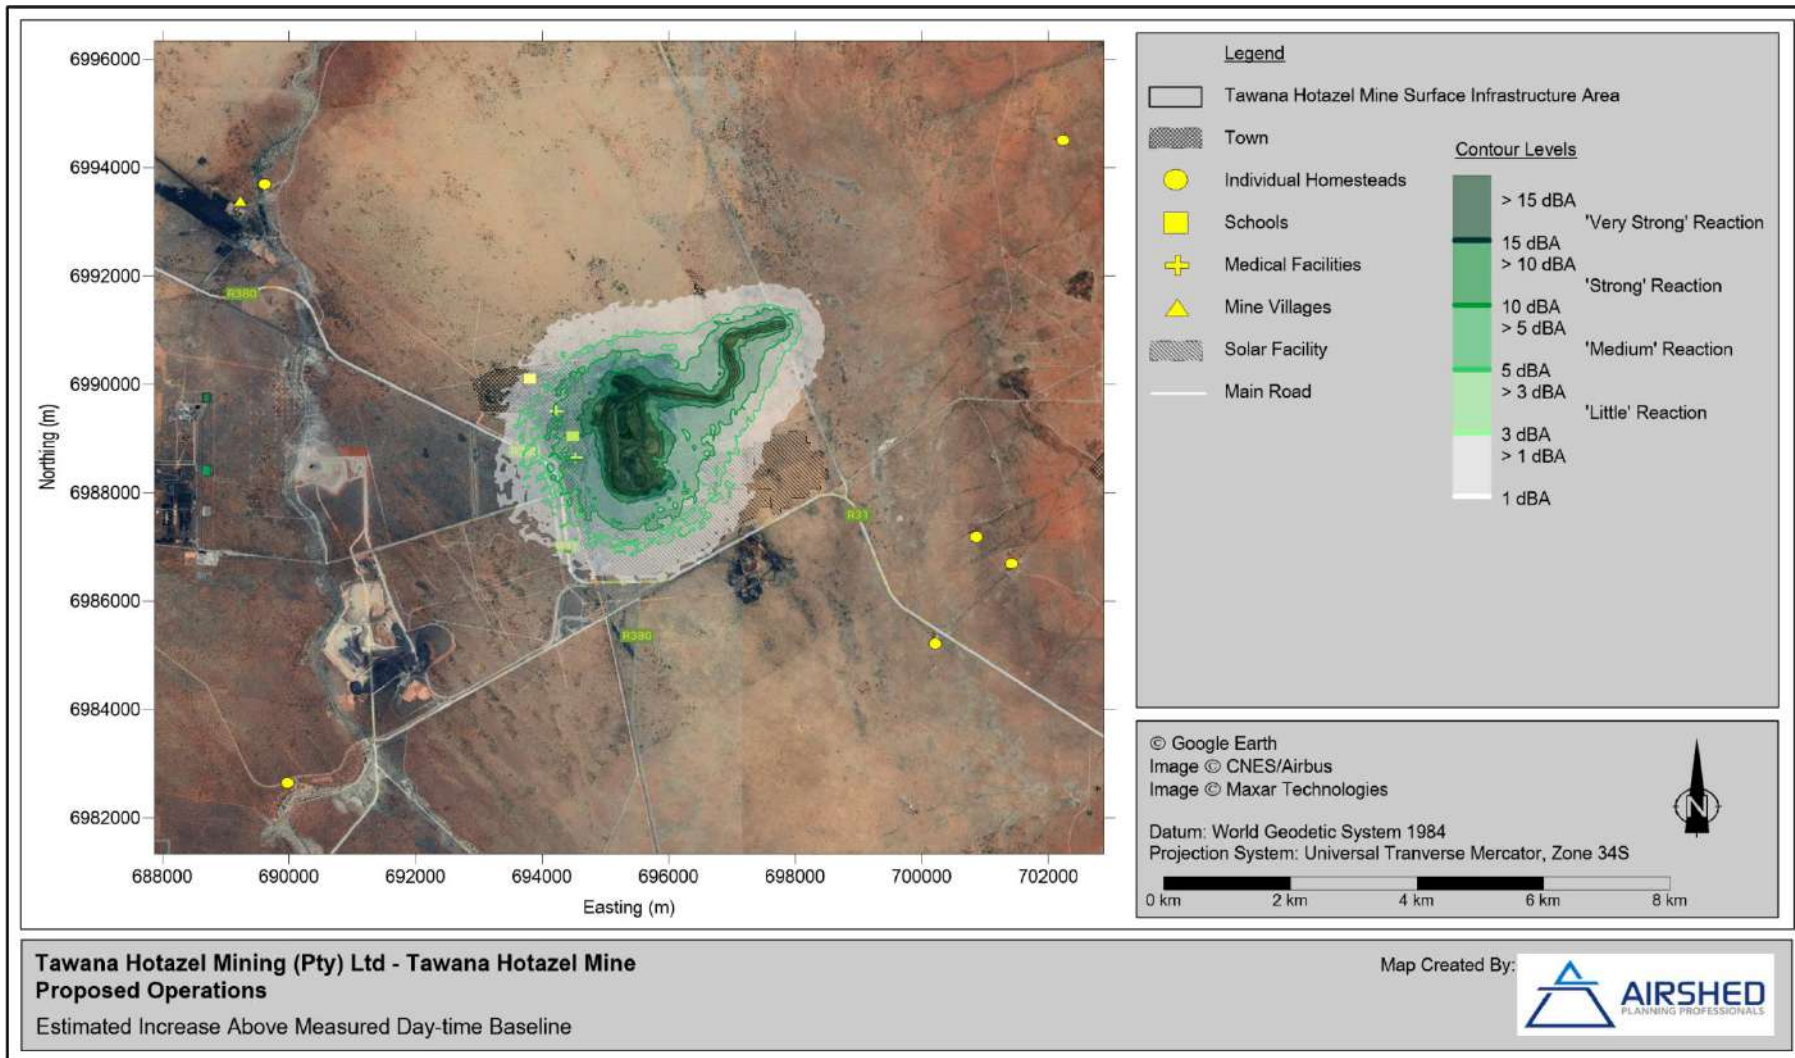 6996000
6994000
6992000
6990000
6988000
6986000
6984000
6982000
Northing (m)
688000
690000
692000
694000
696000
698000
700000
702000
Easting (m)
R380
R31
R380
Legend
Tawana Hotazel Mine Surface Infrastructure Area
Town
Individual Homesteads
Schools
Medical Facilities
Mine Villages
Solar Facility
Main Road
Contour Levels
> 15 dBA
'Very Strong' Reaction
15 dBA
> 10 dBA
'Strong' Reaction
10 dBA
> 5 dBA
'Medium' Reaction
5 dBA
> 3 dBA
'Little' Reaction
3 dBA
> 1 dBA
1 dBA
© Google Earth
Image © CNES/Airbus
Image © Maxar Technologies
N
Datum: World Geodetic System 1984
Projection System: Universal Tranverse Mercator, Zone 34S
0 km 2 km 4 km 6 km 8 km
Tawana Hotazel Mining (Pty) Ltd - Tawana Hotazel Mine
Proposed Operations
Estimated Increase Above Measured Day-time Baseline
Map Created By:
AIRSHED
PLANNING PROFESSIONALS